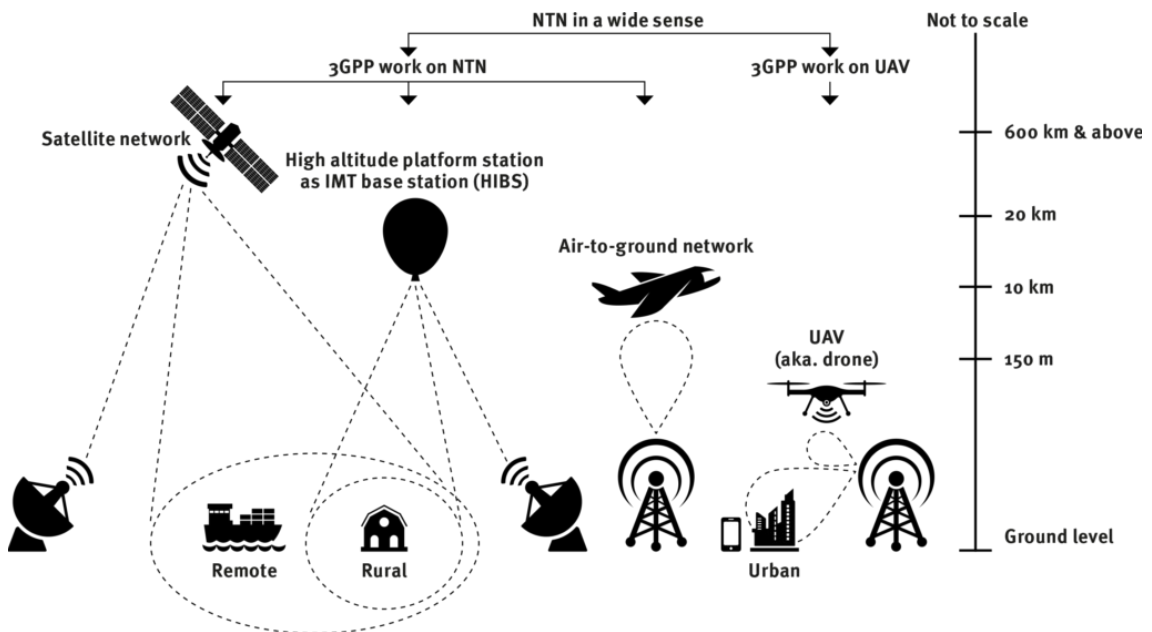 NTN in a wide sense
Not to scale
3GPP work on NTN
3GPP work on UAV
Satellite network
600 km & above
High altitude platform station
as IMT base station (HIBS)
20 km
Air-to-ground network
10 km
UAV
(aka. drone)
150 m
Ground level
Remote
Rural
Urban